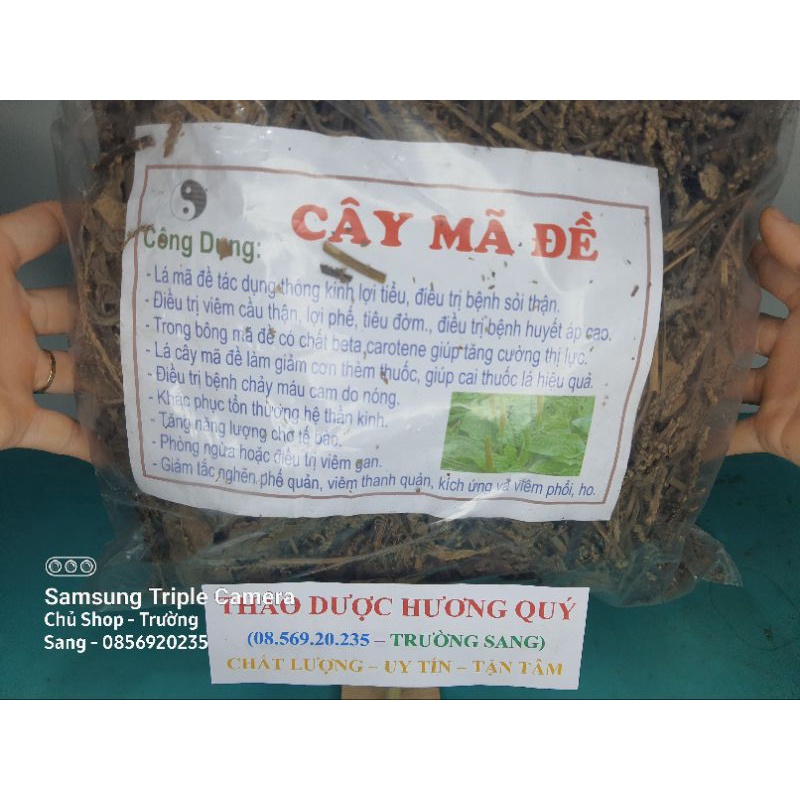 CÂY MÃ ĐỀ
Công Dụng:
- Lá mã đề tác dụng thông kinh lợi tiểu, điều trị bệnh sỏi thận.
- Điều trị viêm cầu thận, lợi phế, tiêu đờm., điều trị bệnh huyết áp cao.
- Trong bông mã đề có chất beta carotene giúp tăng cường thị lực.
- Lá cây mã đề làm giảm cơn thèm thuốc, giúp cai thuốc lá hiệu quả.
- Điều trị bệnh chảy máu cam do nóng.
- Khắc phục tổn thương hệ thần kinh.
- Tăng năng lượng cho tế bào.
- Phòng ngừa hoặc điều trị viêm gan.
- Giảm tắc nghẽn phế quản, viêm thanh quản, kích ứng và viêm phổi, ho.
Samsung Triple Camera
Chủ Shop - Trường
Sang - 0856920235
THẢO DƯỢC HƯƠNG QUÝ
(08.569.20.235 – TRƯỜNG SANG)
CHẤT LƯỢNG – UY TÍN – TẬN TÂM